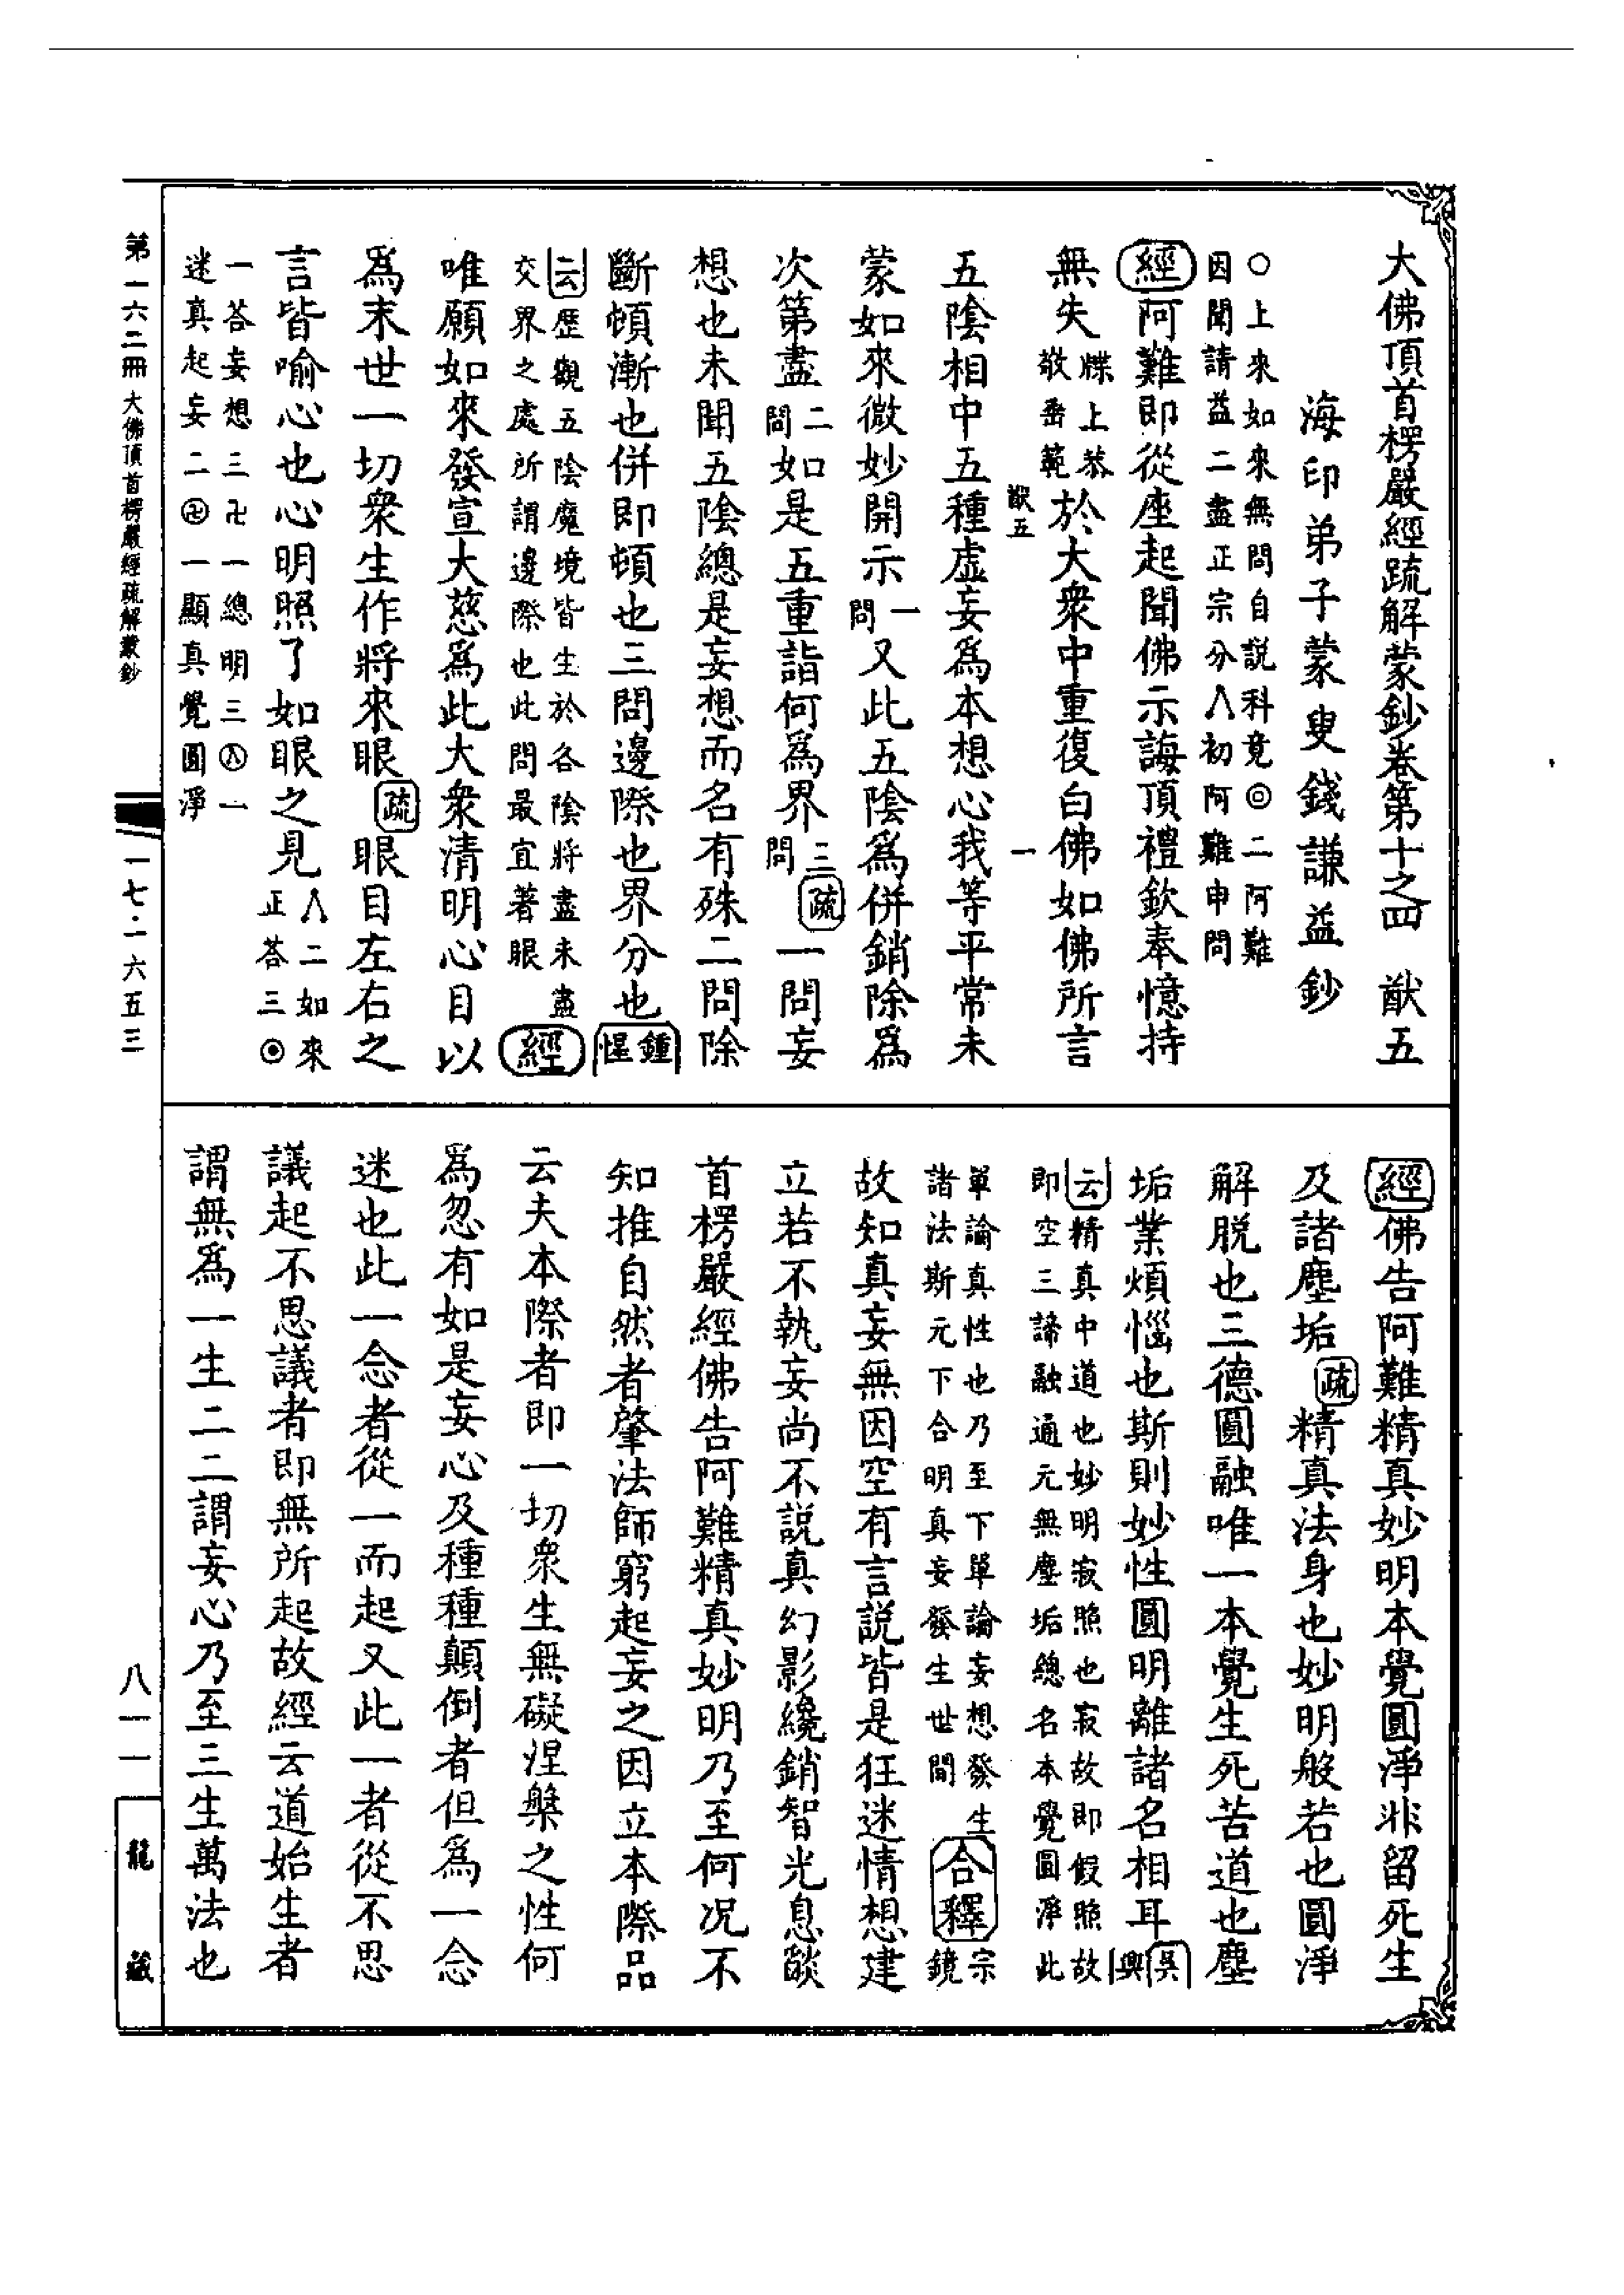 大佛頂首楞嚴經疏解蒙鈔卷第十之四　猷五
海印弟子蒙叟錢謙益鈔
○上來如來無問自説科竟◎二阿難
因聞請益二盡正宗分人初阿難申問
經阿難即從座起聞佛示誨頂禮欽奉憶持
無失牒上恭敬垂範於大衆中重復白佛如佛所言
猷五　一
五陰相中五種虛妄為本想心我等平常未
蒙如來微妙開示一問又此五陰為併銷除為
次第盡二問如是五重詣何為界三問疏一問妄
想也未聞五陰總是妄想而名有殊二問除
斷頓漸也併即頓也三問邊際也界分也鍾惺
云歷觀五陰魔境皆生於各陰將盡未盡
交界之處所謂邊際也此問最宜著眼經
唯願如來發宣大慈為此大衆清明心目以
為末世一切衆生作將來眼疏眼目左右之
言皆喻心也心明照了如眼之見人二如來正答三◉
一答妄想三卍一總明三㊅一
迷真起妄二卍一顯真覺圓淨
經佛告阿難精真妙明本覺圓淨非留死生
及諸塵垢疏精真法身也妙明般若也圓淨
解脱也三德圓融唯一本覺生死苦道也塵
垢業煩惱也斯則妙性圓明離諸名相耳吳興
云精真中道也妙明寂照也寂故即假照故
即空三諦融通元無塵垢總名本覺圓淨此
單論真性也乃至下單論妄想發生
諸法斯元下合明真妄發生世間合釋宗鏡
故知真妄無因空有言説皆是狂迷情想建
立若不執妄尚不説真幻影纔銷智光息燄
首楞嚴經佛告阿難精真妙明乃至何況不
知推自然者肇法師窮起妄之因立本際品
云夫本際者即一切衆生無礙涅槃之性何
為忽有如是妄心及種種顛倒者但為一念
迷也此一念者從一而起又此一者從不思
議起不思議者即無所起故經云道始生者
謂無為一生二二謂妄心乃至三生萬法也
第一六二冊　大佛頂首楞嚴經疏解蒙鈔
一七二六五三
八一一
龍藏